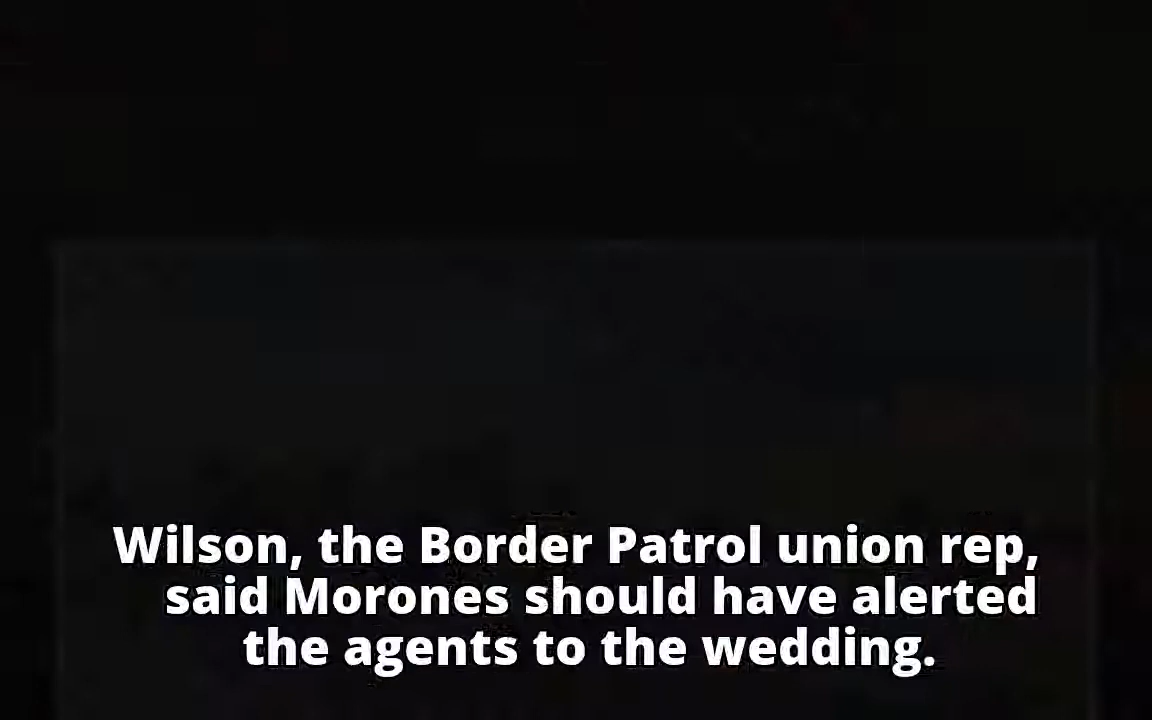 Wilson, the Border Patrol union rep,
said Morones should have alerted
the agents to the wedding.